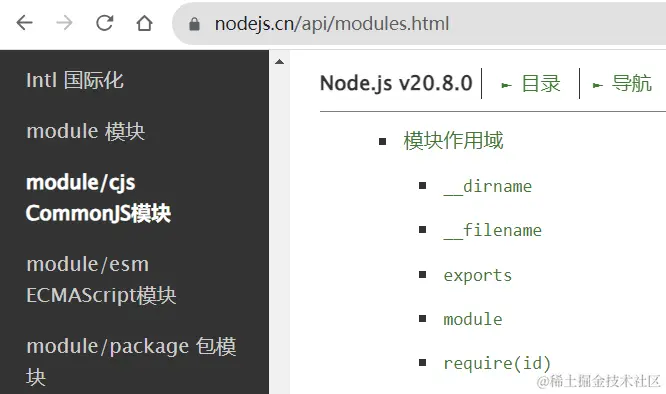 nodejs.cn/api/modules.html
Intl 国际化
module 模块
module/cjs
CommonJS模块
module/esm
ECMAScript模块
module/package 包模
块
Node.js v20.8.0
► 目录
► 导航
模块作用域
__dirname
__filename
exports
module
require(id)
@稀土掘金技术社区